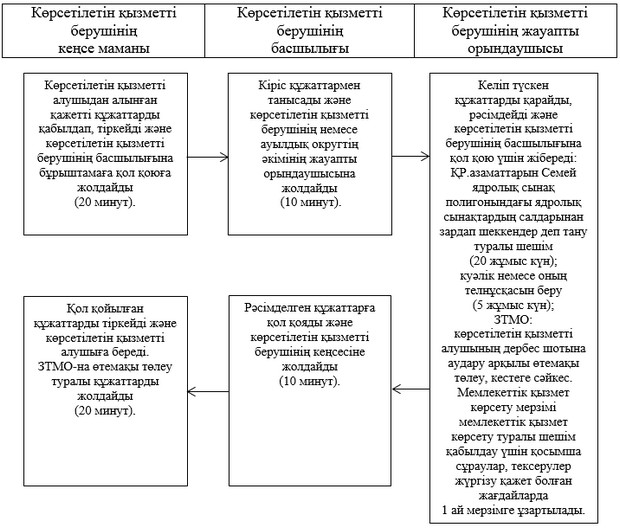 Көрсетілетін қызметті
берушінің
кеңсе маманы
Көрсетілетін қызметті
берушінің
басшылығы
Көрсетілетін қызметті
берушінің жауапты
орындаушысы
Көрсетілетін қызметті
алушыдан алынған
қажетті құжаттарды
қабылдап, тіркейді және
көрсетілетін қызметті
берушінің басшылығына
бұрыштамаға қол қоюға
жолдайды
(20 минут).
Кіріс құжаттармен
танысады және
көрсетілетін қызметті
берушінің немесе
ауылдық округтің
әкімінің жауапты
орындаушысына
жолдайды
(10 минут).
Келіп түскен
құжаттарды қарайды,
рәсімдейді және
көрсетілетін қызметті
берушінің басшылығына
қол қою үшін жібереді:
ҚР.азаматтарын Семей
ядролық сынақ
полигонындағы ядролық
сынақтардың салдарынан
зардап шеккендер деп тану
туралы шешім
(20 жұмыс күн);
куәлік немесе оның
телнұсқасын беру
(5 жұмыс күн);
ЗТМО:
көрсетілетін қызметті
алушының дербес шотына
аудару арқылы өтемақы
төлеу, кестеге сәйкес.
Мемлекеттік қызмет
көрсету мерзімі
мемлекеттік қызмет
көрсету туралы шешім
қабылдау үшін қосымша
сұраулар, тексерулер
жүргізу қажет болған
жағдайларда
1 ай мерзімге ұзартылады.
Рәсімделген құжаттарға
қол қояды және
көрсетілетін қызметті
берушінің кеңсесіне
жолдайды
(10 минут).
Қол қойылған
құжаттарды тіркейді және
көрсетілетін қызметті
алушыға береді.
ЗТМО-на өтемақы төлеу
туралы құжаттарды
жолдайды
(20 минут).